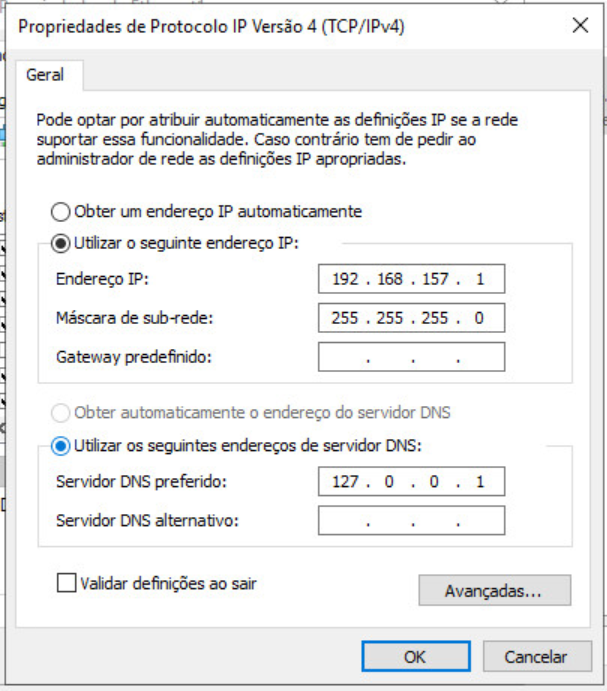 Propriedades de Protocolo IP Versão 4 (TCP/IPv4)
Geral
Pode optar por atribuir automaticamente as definições IP se a rede
suportar essa funcionalidade. Caso contrário tem de pedir ao
administrador de rede as definições IP apropriadas.
Obter um endereço IP automaticamente
Utilizar o seguinte endereço IP:
Endereço IP: 192 . 168 . 157 . 1
Máscara de sub-rede: 255 . 255 . 255 . 0
Gateway predefinido: . . .
Obter automaticamente o endereço do servidor DNS
Utilizar os seguintes endereços de servidor DNS:
Servidor DNS preferido: 127 . 0 . 0 . 1
Servidor DNS alternativo: . . .
Validar definições ao sair
Avançadas...
OK Cancelar